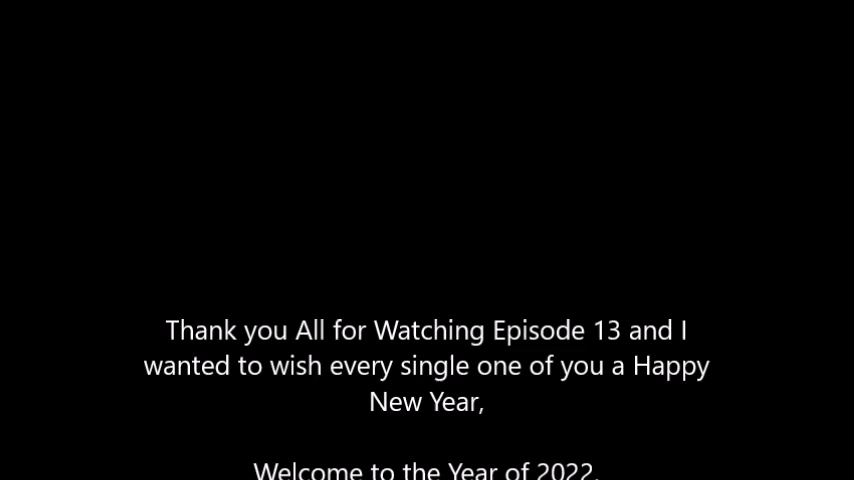 Thank you All for Watching Episode 13 and I
wanted to wish every single one of you a Happy
New Year,
Welcome to the Year of 2022.